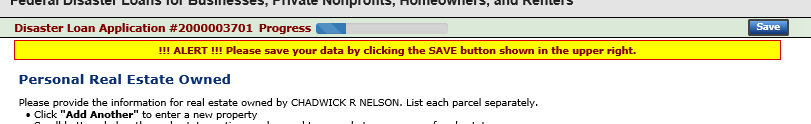 Federal Disaster Loans for Businesses, Private Nonprofits, Homeowners, and Renters
Disaster Loan Application #2000003701 Progress
Save
!!! ALERT !!! Please save your data by clicking the SAVE button shown in the upper right.
Personal Real Estate Owned
Please provide the information for real estate owned by CHADWICK R NELSON. List each parcel separately.
• Click "Add Another" to enter a new property